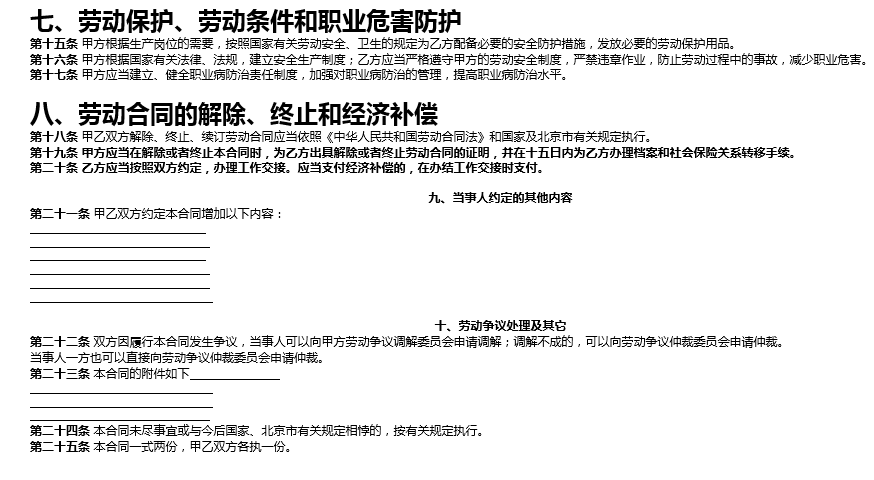 七、劳动保护、劳动条件和职业危害防护
第十五条 甲方根据生产岗位的需要，按照国家有关劳动安全、卫生的规定为乙方配备必要的安全防护措施，发放必要的劳动保护用品。
第十六条 甲方根据国家有关法律、法规，建立安全生产制度；乙方应当严格遵守甲方的劳动安全制度，严禁违章作业，防止劳动过程中的事故，减少职业危害。
第十七条 甲方应当建立、健全职业病防治责任制度，加强对职业病防治的管理，提高职业病防治水平。
八、劳动合同的解除、终止和经济补偿
第十八条 甲乙双方解除、终止、续订劳动合同应当依照《中华人民共和国劳动合同法》和国家及北京市有关规定执行。
第十九条 甲方应当在解除或者终止本合同时，为乙方出具解除或者终止劳动合同的证明，并在十五日内为乙方办理档案和社会保险关系转移手续。
第二十条 乙方应当按照双方约定，办理工作交接。应当支付经济补偿的，在办结工作交接时支付。
九、当事人约定的其他内容
第二十一条 甲乙双方约定本合同增加以下内容：
十、劳动争议处理及其它
第二十二条 双方因履行本合同发生争议，当事人可以向甲方劳动争议调解委员会申请调解；调解不成的，可以向劳动争议仲裁委员会申请仲裁。
当事人一方也可以直接向劳动争议仲裁委员会申请仲裁。
第二十三条 本合同的附件如下
第二十四条 本合同未尽事宜或与今后国家、北京市有关规定相悖的，按有关规定执行。
第二十五条 本合同一式两份，甲乙双方各执一份。